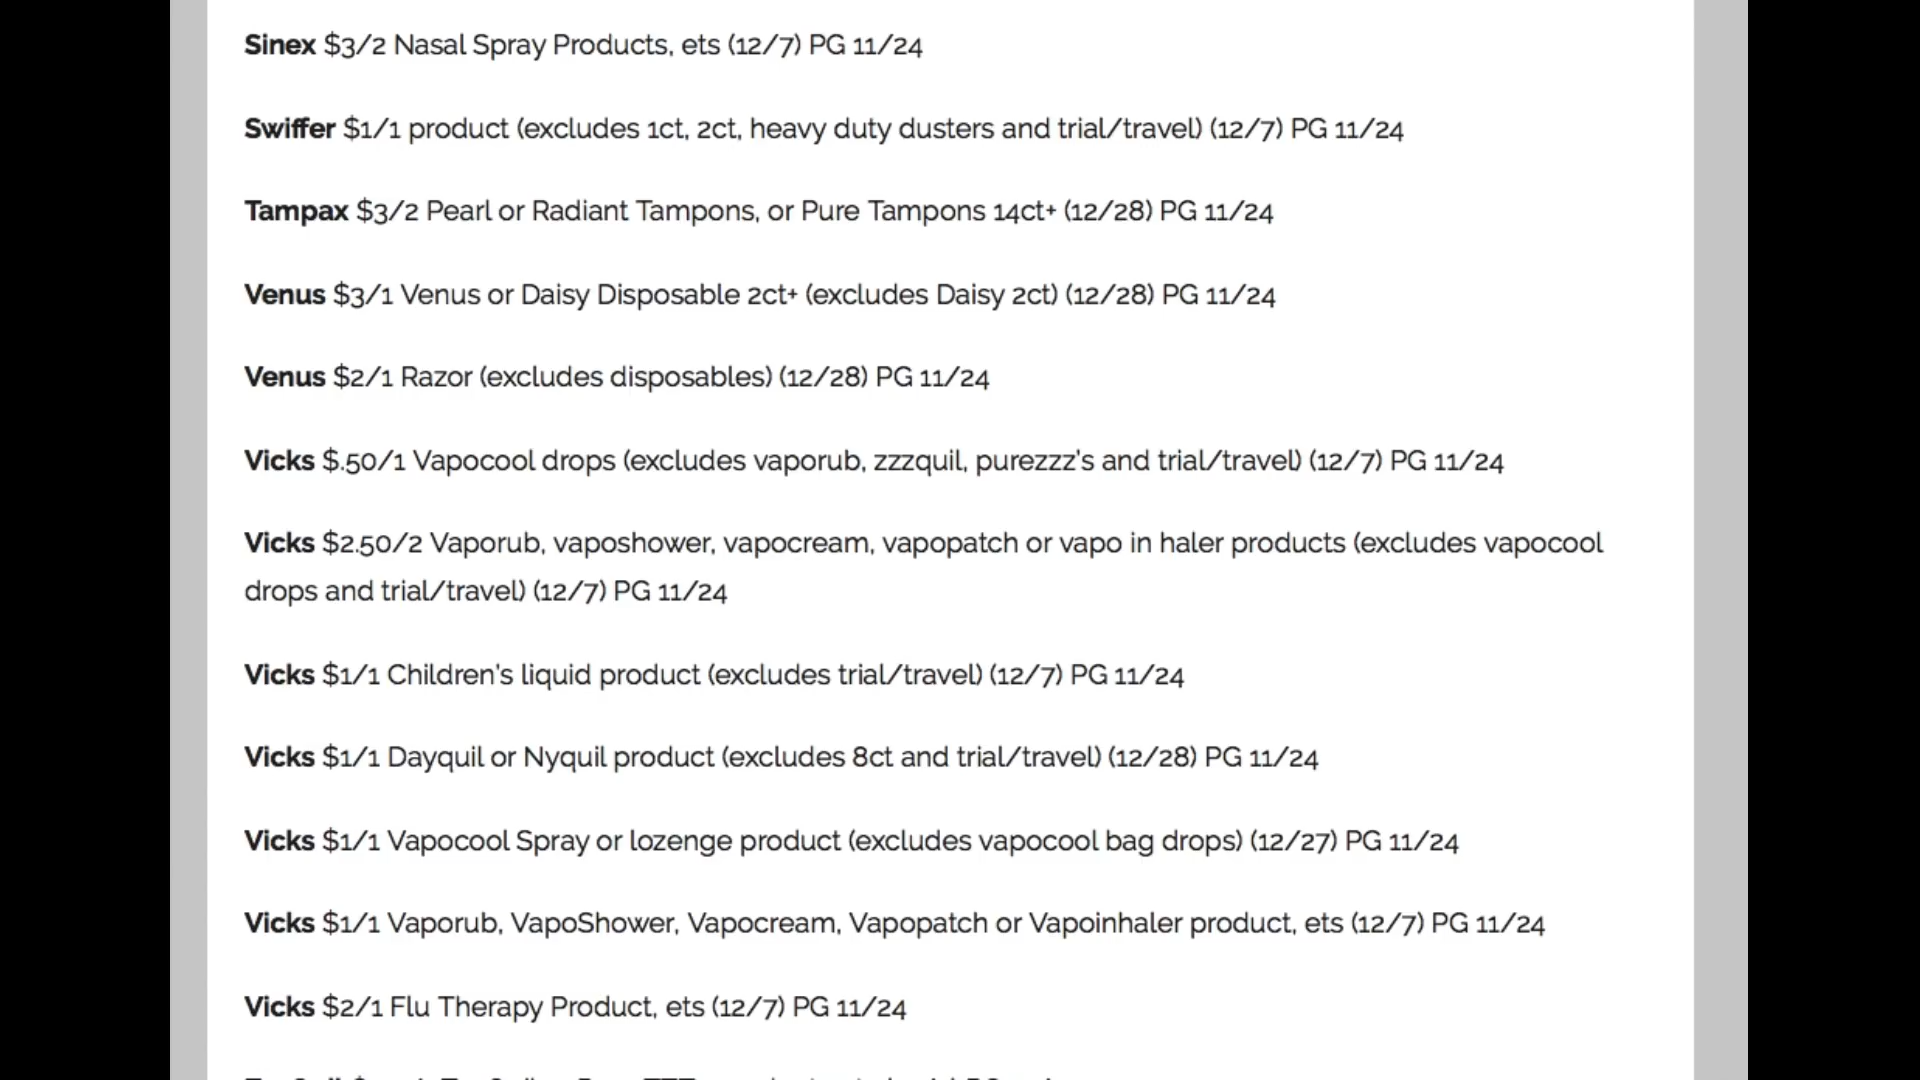 Sinex $3/2 Nasal Spray Products, ets (12/7) PG 11/24
Swiffer $1/1 product (excludes 1ct, 2ct, heavy duty dusters and trial/travel) (12/7) PG 11/24
Tampax $3/2 Pearl or Radiant Tampons, or Pure Tampons 14ct+ (12/28) PG 11/24
Venus $3/1 Venus or Daisy Disposable 2ct+ (excludes Daisy 2ct) (12/28) PG 11/24
Venus $2/1 Razor (excludes disposables) (12/28) PG 11/24
Vicks $.50/1 Vapocool drops (excludes vaporub, zzzquil, purezzz's and trial/travel) (12/7) PG 11/24
Vicks $2.50/2 Vaporub, vaposhower, vapocream, vapopatch or vapo in haler products (excludes vapocool
drops and trial/travel) (12/7) PG 11/24
Vicks $1/1 Children's liquid product (excludes trial/travel) (12/7) PG 11/24
Vicks $1/1 Dayquil or Nyquil product (excludes 8ct and trial/travel) (12/28) PG 11/24
Vicks $1/1 Vapocool Spray or lozenge product (excludes vapocool bag drops) (12/27) PG 11/24
Vicks $1/1 Vaporub, VapoShower, Vapocream, Vapopatch or Vapoinhaler product, ets (12/7) PG 11/24
Vicks $2/1 Flu Therapy Product, ets (12/7) PG 11/24